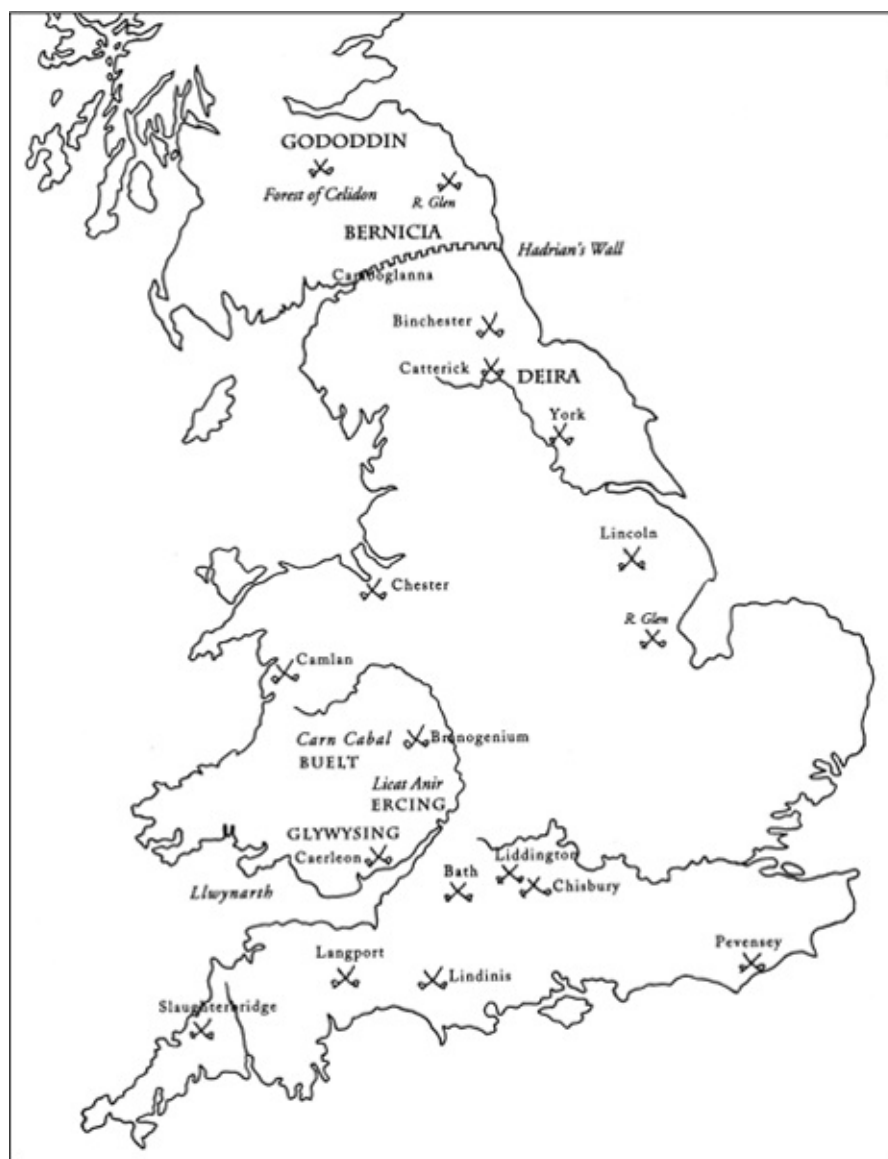 GODODDIN
Forest of Celidon
R. Glen
BERNICIA
Hadrian's Wall
Camboglanna
Binchester
Catterick
DEIRA
York
Lincoln
Chester
R. Glen
Camlan
Carn Cabal
Branogenium
BUELT
Licat Anir
ERCING
GLYWYSING
Caerleon
Liddington
Bath
Chisbury
Llwynarth
Pevensey
Langport
Lindinis
Slaughterbridge